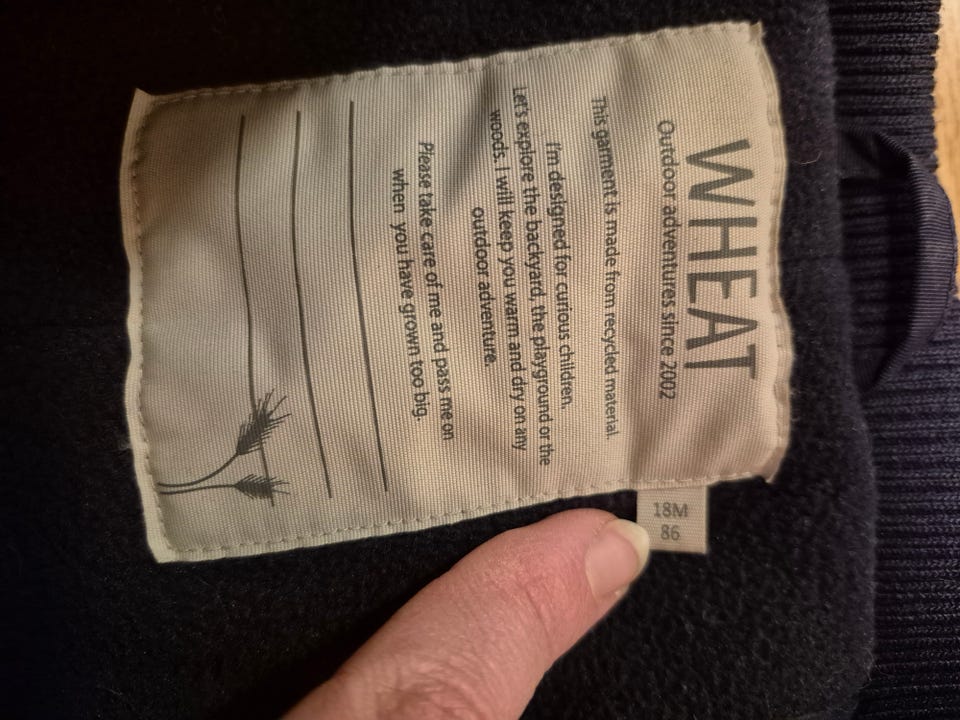 WHEAT
Outdoor adventures since 2002
This garment is made from recycled material.
I'm designed for curious children.
Let's explore the backyard, the playground or the
woods. I will keep you warm and dry on any
outdoor adventure.
Please take care of me and pass me on
when you have grown too big.
18M
86